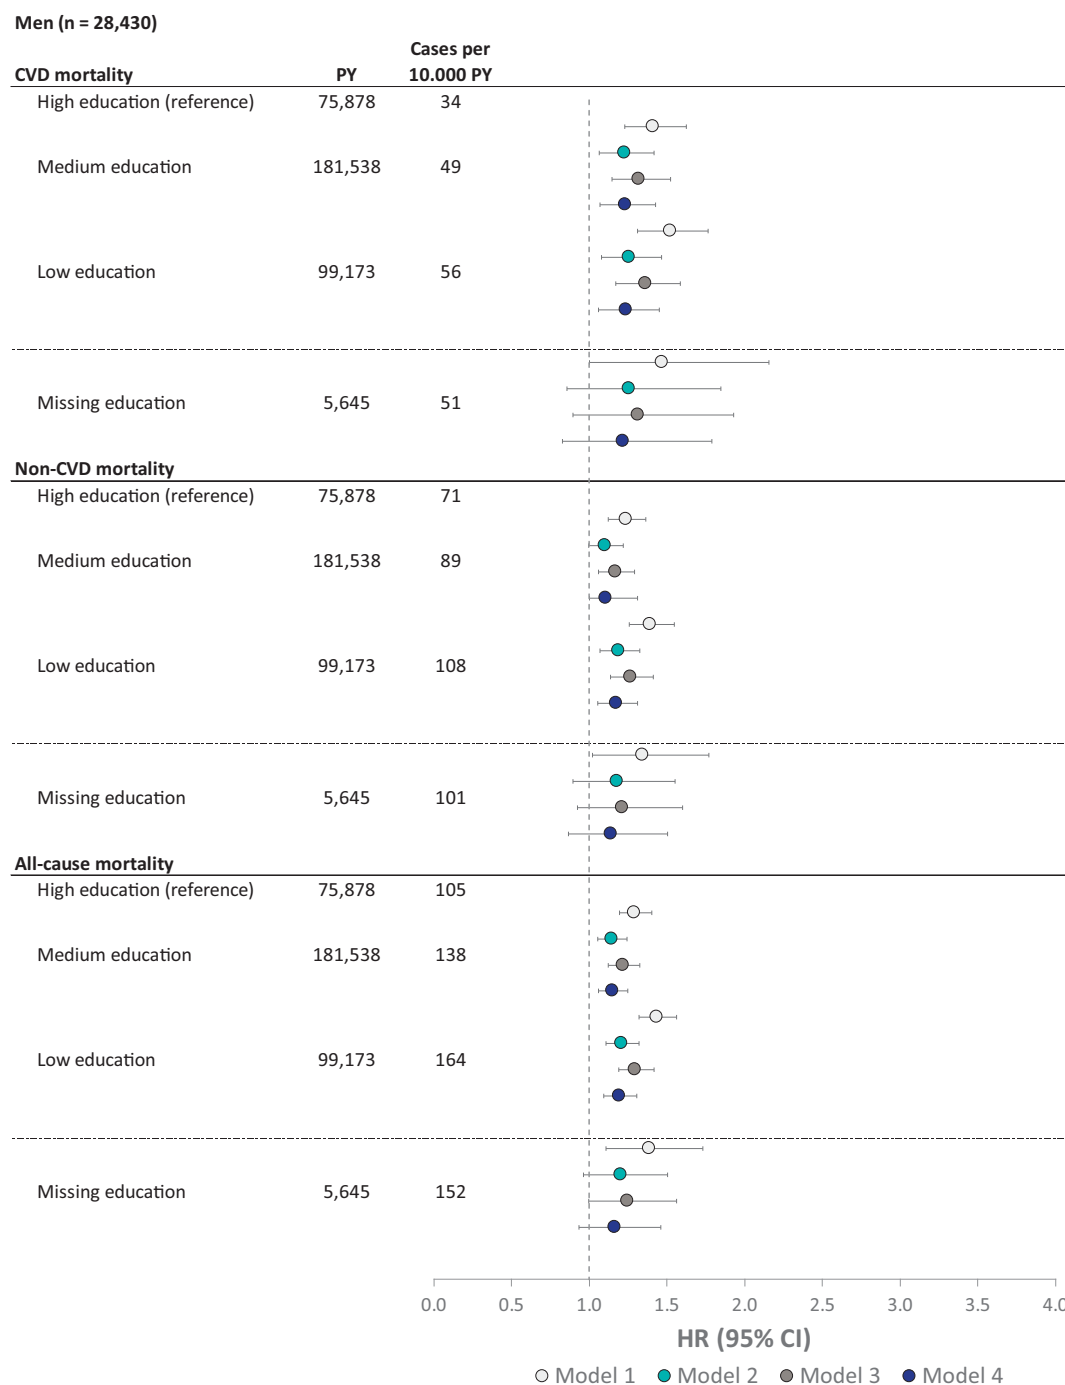 Men (n = 28,430)
Cases per
CVD mortality PY 10.000 PY
High education (reference) 75,878 34
Medium education 181,538 49
Low education 99,173 56
Missing education 5,645 51
Non-CVD mortality
High education (reference) 75,878 71
Medium education 181,538 89
Low education 99,173 108
Missing education 5,645 101
All-cause mortality
High education (reference) 75,878 105
Medium education 181,538 138
Low education 99,173 164
Missing education 5,645 152
0.0 0.5 1.0 1.5 2.0 2.5 3.0 3.5 4.0
HR (95% CI)
Model 1 Model 2 Model 3 Model 4